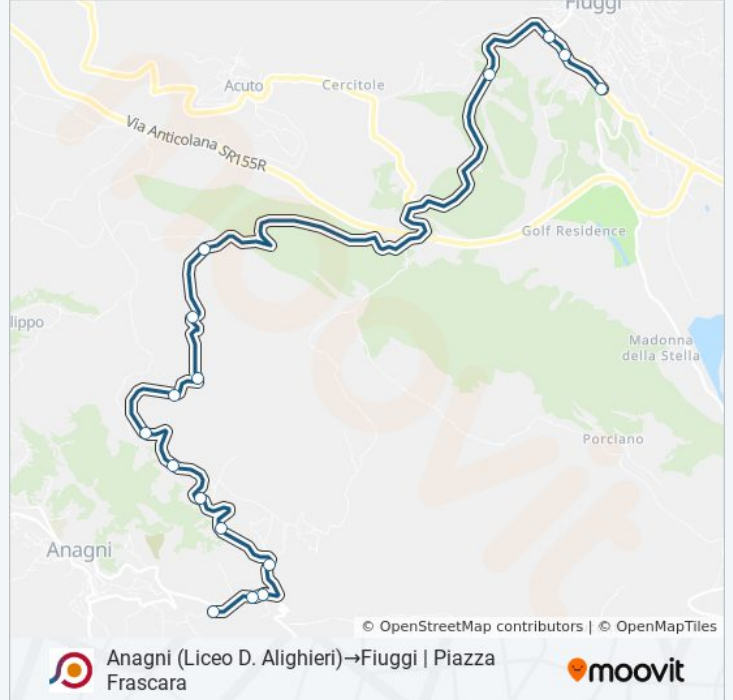 Fiuggi
Acuto
Cercitole
Via Anticolana SR155R
Golf Residence
lippo
Madonna
della Stella
Porciano
Anagni
© OpenStreetMap contributors | © OpenMapTiles
Anagni (Liceo D. Alighieri)→Fiuggi | Piazza
Frascara
moovit
moovit